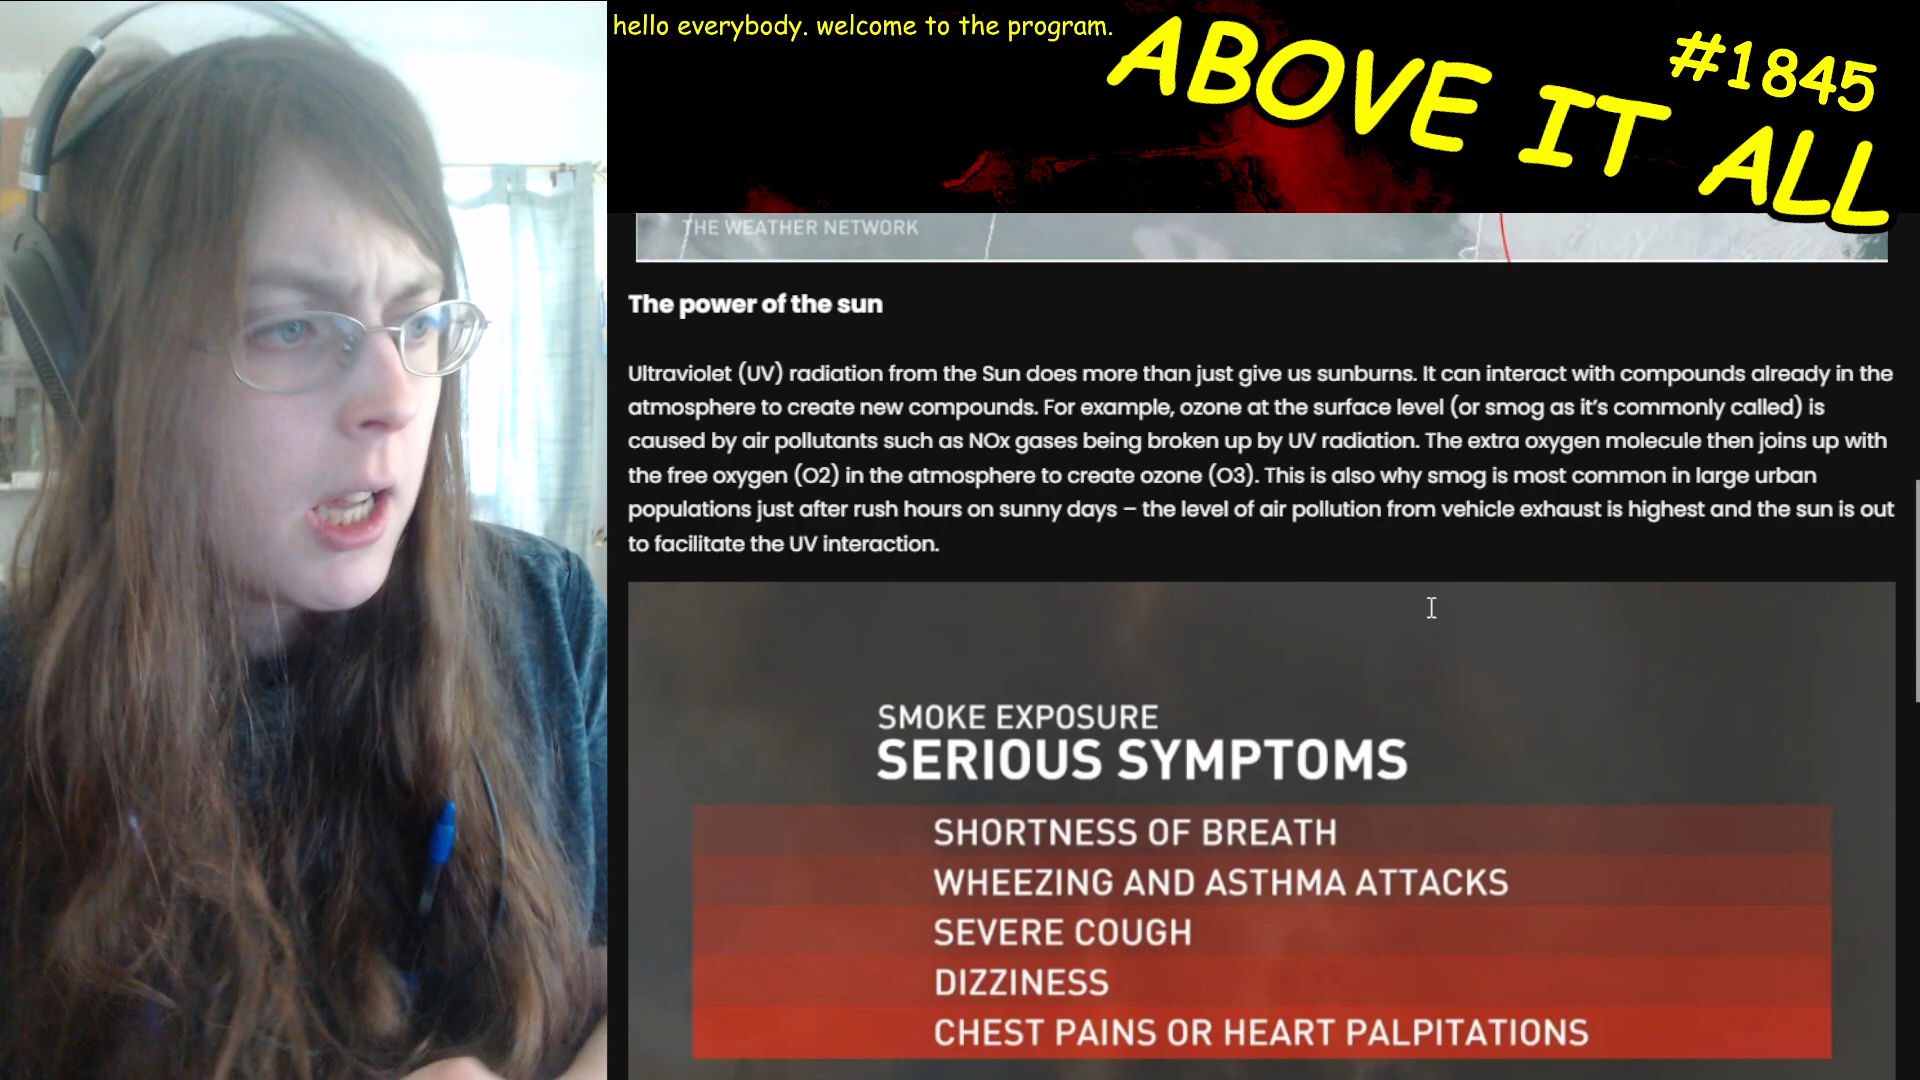 hello everybody. welcome to the program.
#1845
ABOVE IT ALL
THE WEATHER NETWORK
The power of the sun
Ultraviolet (UV) radiation from the Sun does more than just give us sunburns. It can interact with compounds already in the
atmosphere to create new compounds. For example, ozone at the surface level (or smog as it's commonly called) is
caused by air pollutants such as NOx gases being broken up by UV radiation. The extra oxygen molecule then joins up with
the free oxygen (O2) in the atmosphere to create ozone (O3). This is also why smog is most common in large urban
populations just after rush hours on sunny days – the level of air pollution from vehicle exhaust is highest and the sun is out
to facilitate the UV interaction.
SMOKE EXPOSURE
SERIOUS SYMPTOMS
SHORTNESS OF BREATH
WHEEZING AND ASTHMA ATTACKS
SEVERE COUGH
DIZZINESS
CHEST PAINS OR HEART PALPITATIONS